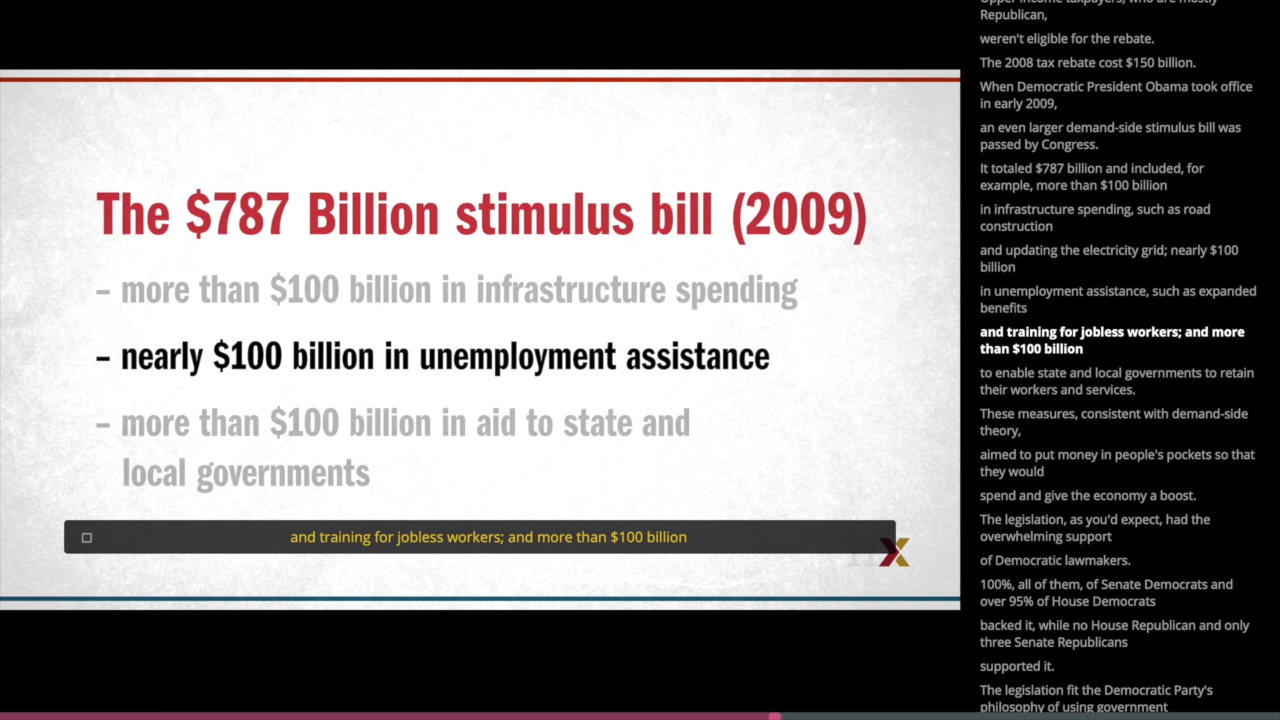 The $787 Billion stimulus bill (2009)
– more than $100 billion in infrastructure spending
– nearly $100 billion in unemployment assistance
– more than $100 billion in aid to state and
local governments
and training for jobless workers; and more than $100 billion
X
Upper income taxpayers, who are mostly
Republican,
weren't eligible for the rebate.
The 2008 tax rebate cost $150 billion.
When Democratic President Obama took office
in early 2009,
an even larger demand-side stimulus bill was
passed by Congress.
It totaled $787 billion and included, for
example, more than $100 billion
in infrastructure spending, such as road
construction
and updating the electricity grid; nearly $100
billion
in unemployment assistance, such as expanded
benefits
and training for jobless workers; and more
than $100 billion
to enable state and local governments to retain
their workers and services.
These measures, consistent with demand-side
theory,
aimed to put money in people's pockets so that
they would
spend and give the economy a boost.
The legislation, as you'd expect, had the
overwhelming support
of Democratic lawmakers.
100%, all of them, of Senate Democrats and
over 95% of House Democrats
backed it, while no House Republican and only
three Senate Republicans
supported it.
The legislation fit the Democratic Party's
philosophy of using government